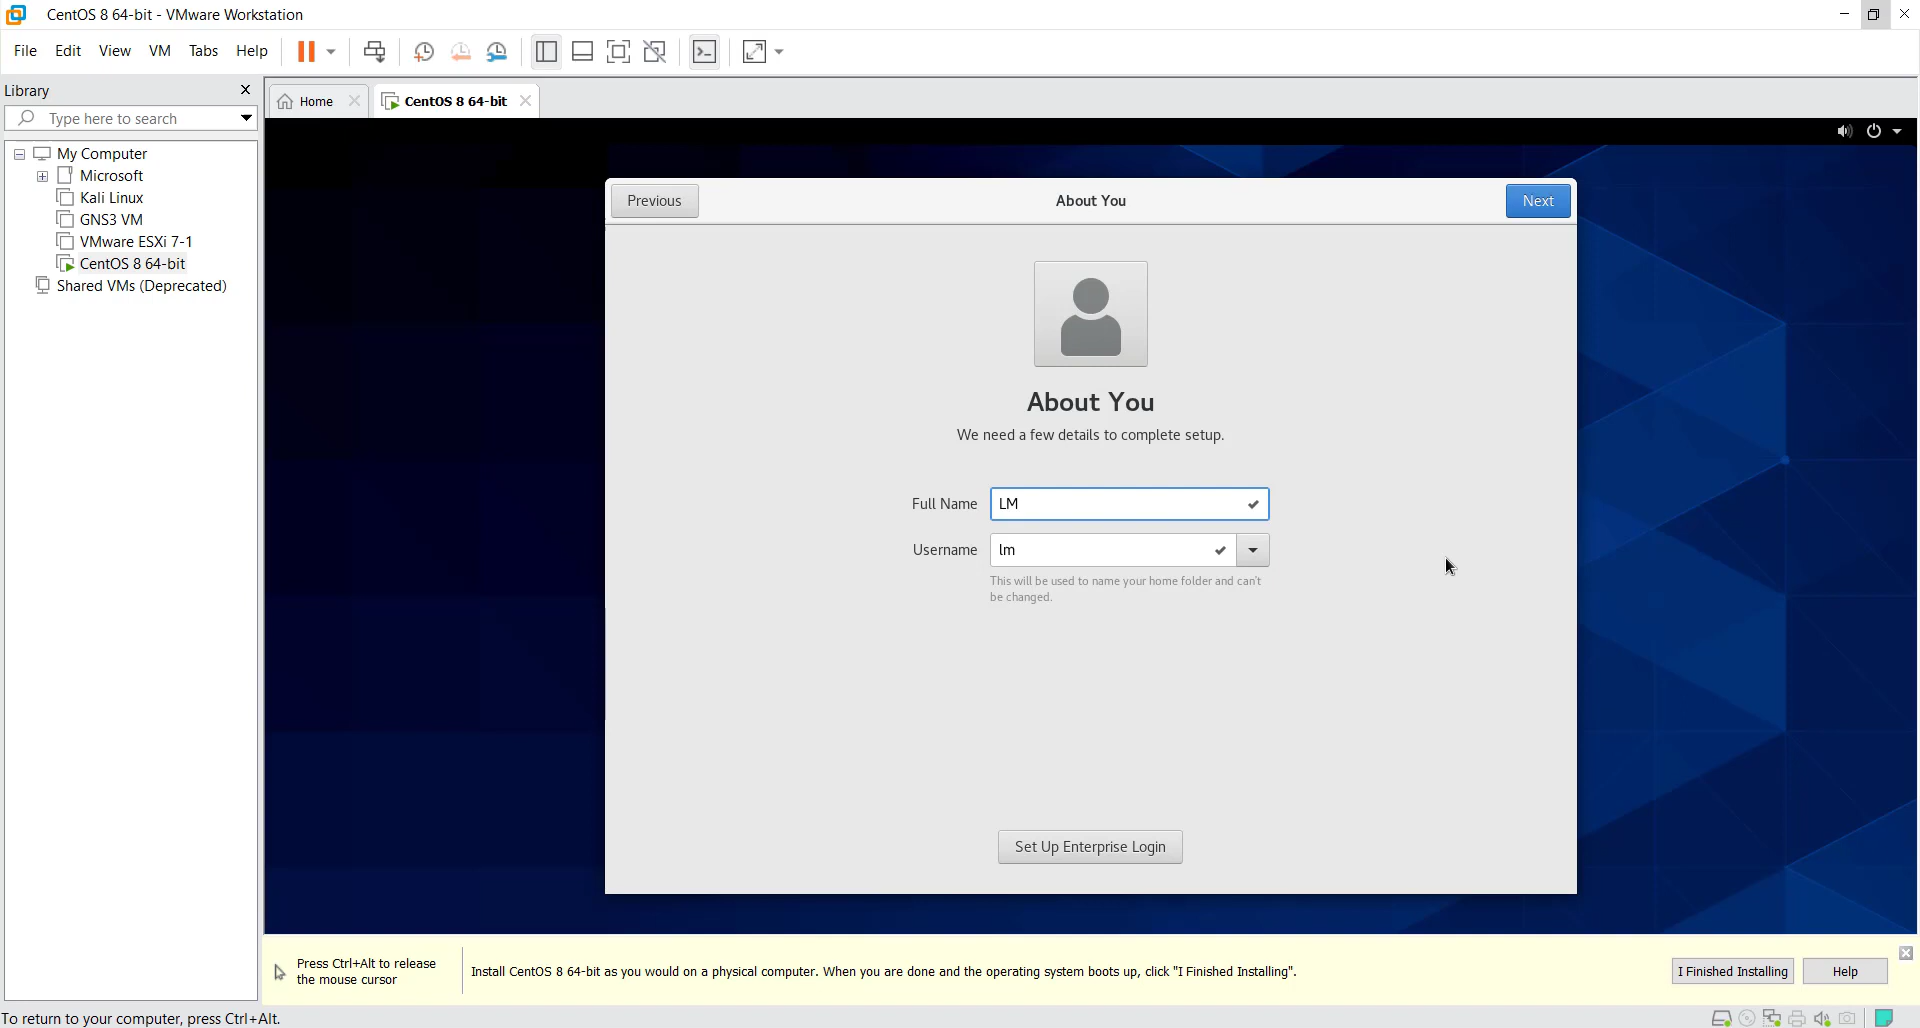 CentOS 8 64-bit - VMware Workstation
File Edit View VM Tabs Help
Library
Type here to search
My Computer
Microsoft
Kali Linux
GNS3 VM
VMware ESXi 7-1
CentOS 8 64-bit
Shared VMs (Deprecated)
Home
CentOS 8 64-bit
Previous
About You
Next
About You
We need a few details to complete setup.
Full Name LM
Username lm
This will be used to name your home folder and can't
be changed.
Set Up Enterprise Login
Press Ctrl+Alt to release
the mouse cursor
Install CentOS 8 64-bit as you would on a physical computer. When you are done and the operating system boots up, click "I Finished Installing".
I Finished Installing
Help
To return to your computer, press Ctrl+Alt.